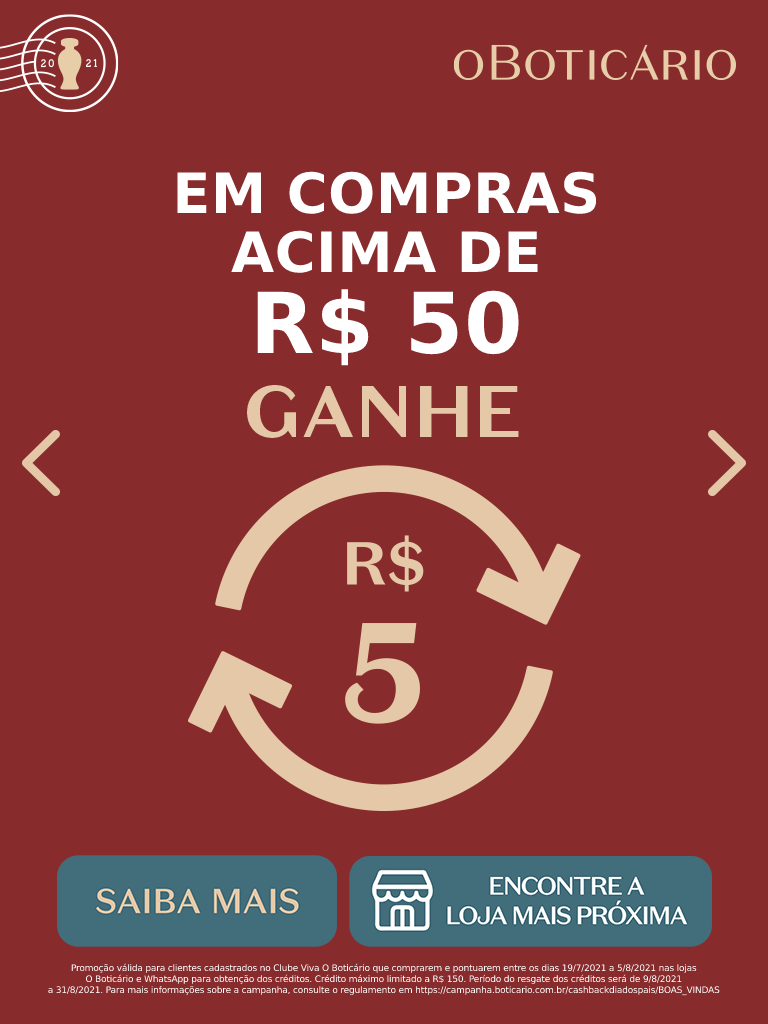 20 21
OBOTICÁRIO
EM COMPRAS
ACIMA DE
R$ 50
GANHE
R$
5
SAIBA MAIS
ENCONTRE A
LOJA MAIS PRÓXIMA
Promoção válida para clientes cadastrados no Clube Viva O Boticário que comprarem e pontuarem entre os dias 19/7/2021 a 5/8/2021 nas lojas
O Boticário e WhatsApp para obtenção dos créditos. Crédito máximo limitado a R$ 150. Período do resgate dos créditos será de 9/8/2021
a 31/8/2021. Para mais informações sobre a campanha, consulte o regulamento em https://campanha.boticario.com.br/cashbackdiadospais/BOAS_VINDAS